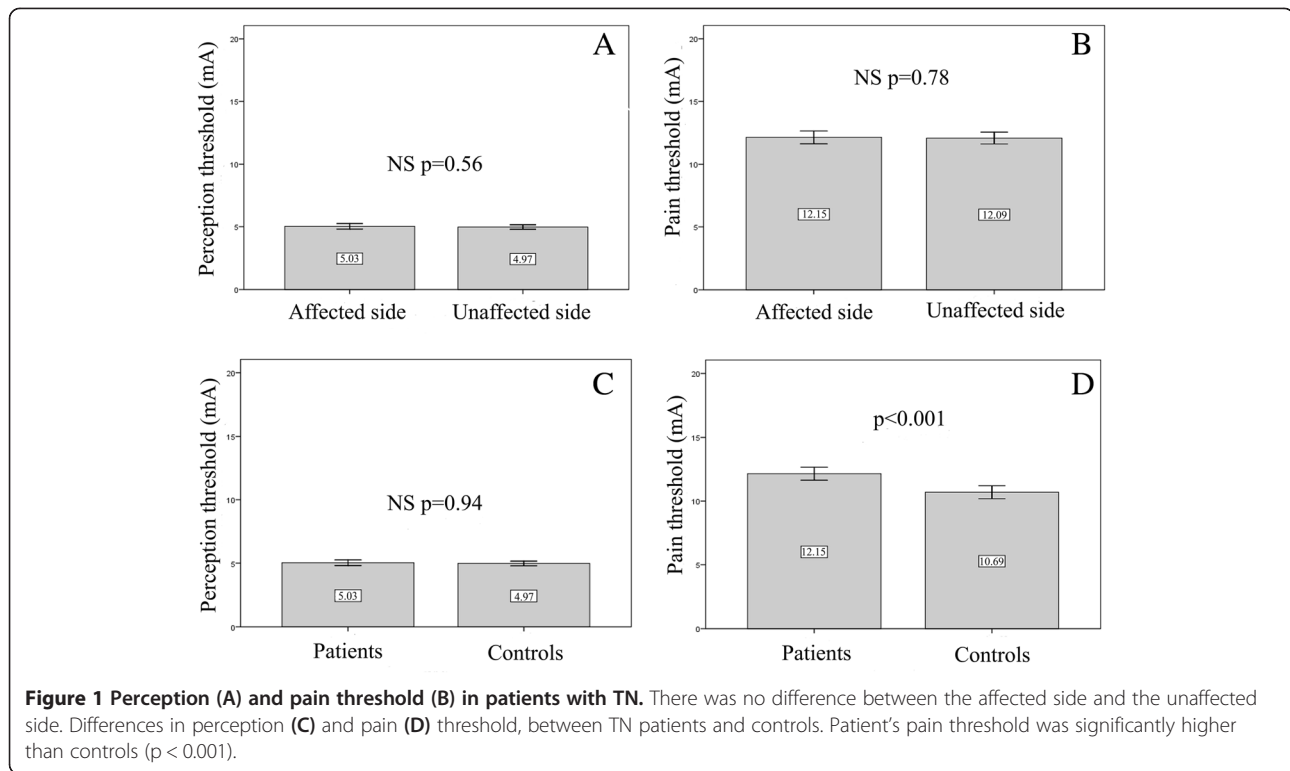 A
Perception threshold (mA)
20
15
10
5
0
NS p=0.56
5.03
4.97
Affected side
Unaffected side
B
Pain threshold (mA)
20
15
10
5
0
NS p=0.78
12.15
12.09
Affected side
Unaffected side
C
Perception threshold (mA)
20
15
10
5
0
NS p=0.94
5.03
4.97
Patients
Controls
D
Pain threshold (mA)
20
15
10
5
0
p<0.001
12.15
10.69
Patients
Controls
Figure 1 Perception (A) and pain threshold (B) in patients with TN. There was no difference between the affected side and the unaffected
side. Differences in perception (C) and pain (D) threshold, between TN patients and controls. Patient's pain threshold was significantly higher
than controls (p < 0.001).